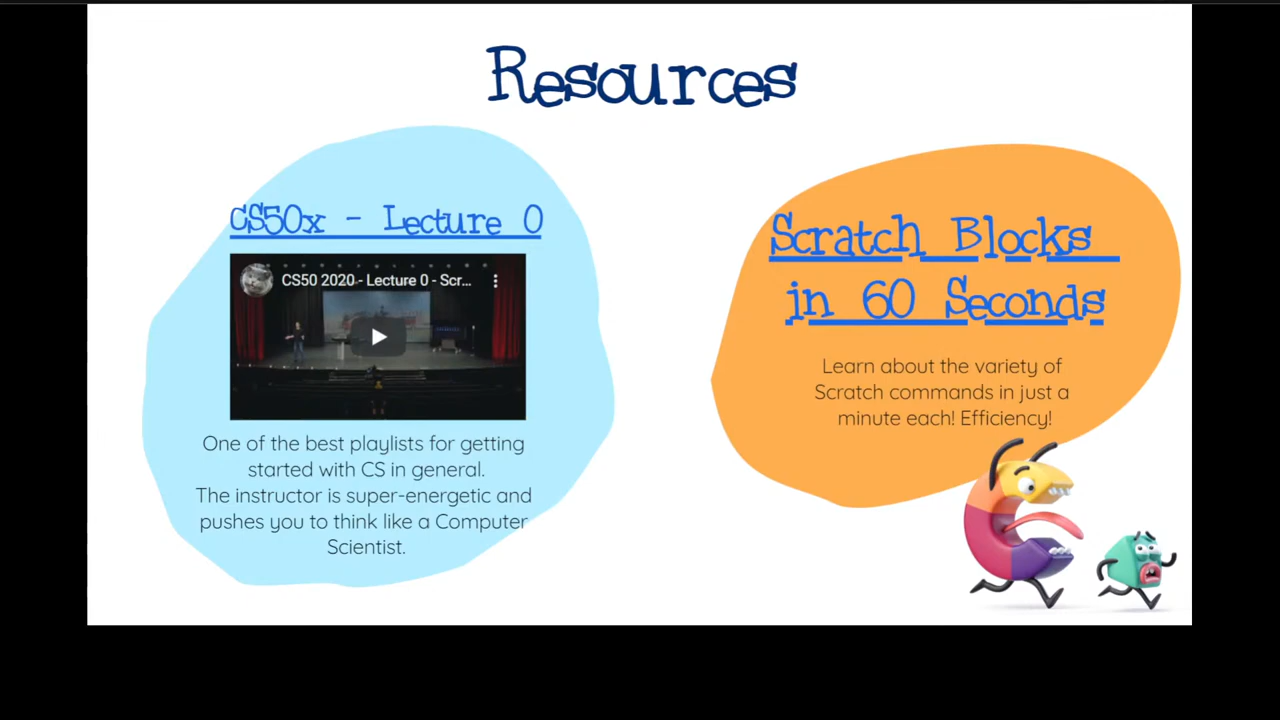 Resources
CS50x - Lecture 0
CS50 2020 - Lecture 0 - Scr...
One of the best playlists for getting
started with CS in general.
The instructor is super-energetic and
pushes you to think like a Computer
Scientist.
Scratch Blocks
in 60 Seconds
Learn about the variety of
Scratch commands in just a
minute each! Efficiency!